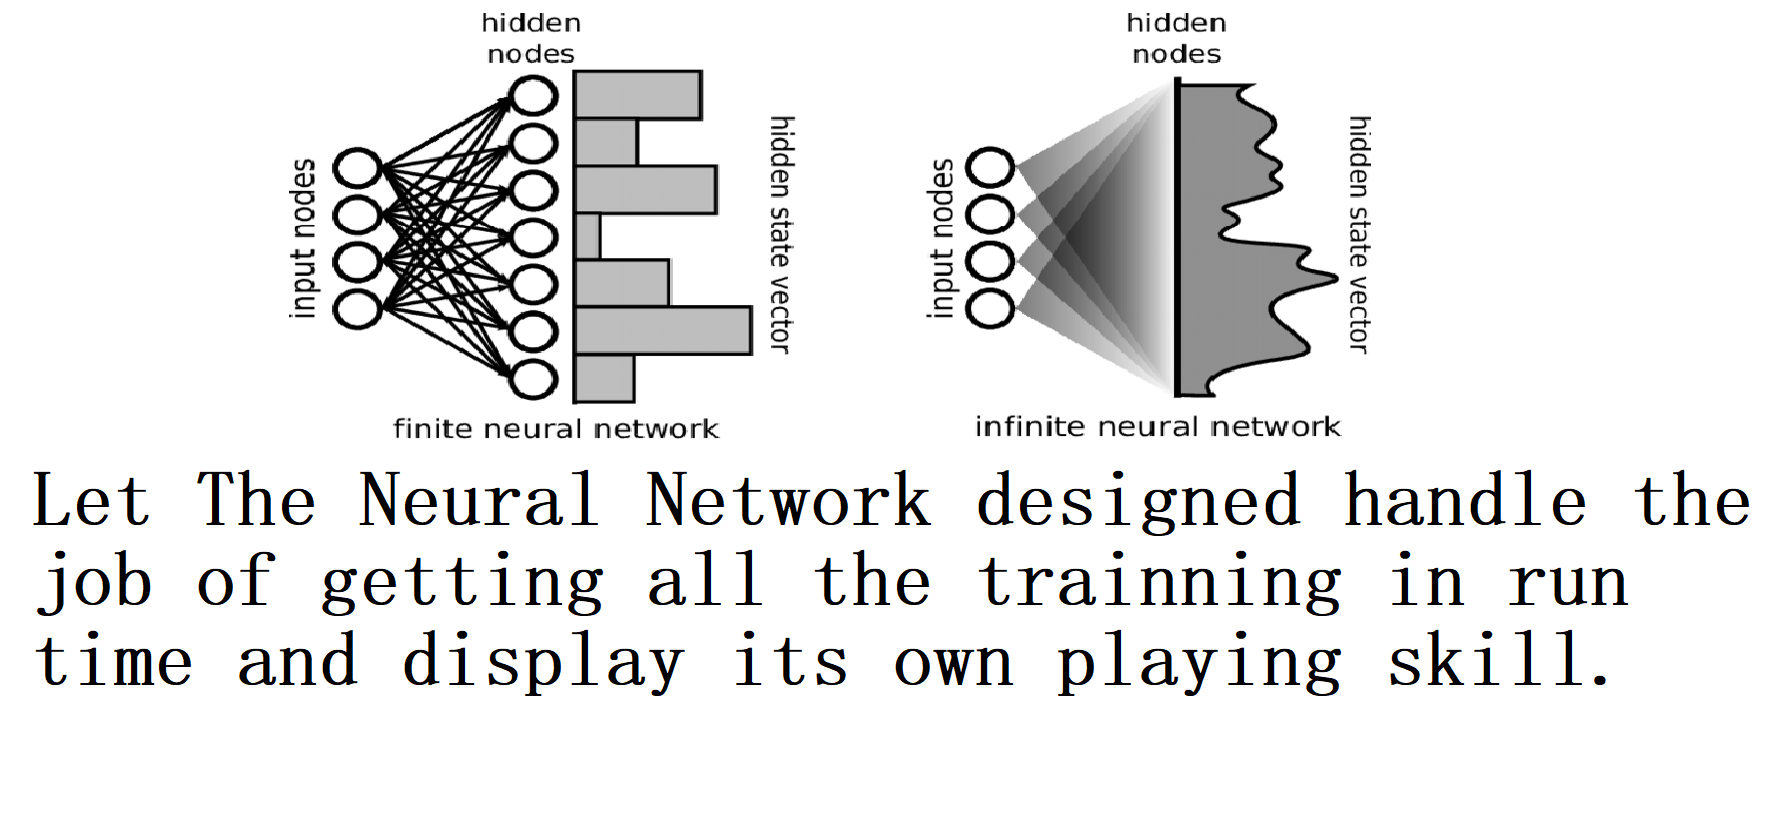 hidden
nodes
input nodes
hidden state vector
finite neural network
hidden
nodes
input nodes
hidden state vector
infinite neural network
Let The Neural Network designed handle the
job of getting all the trainning in run
time and display its own playing skill.